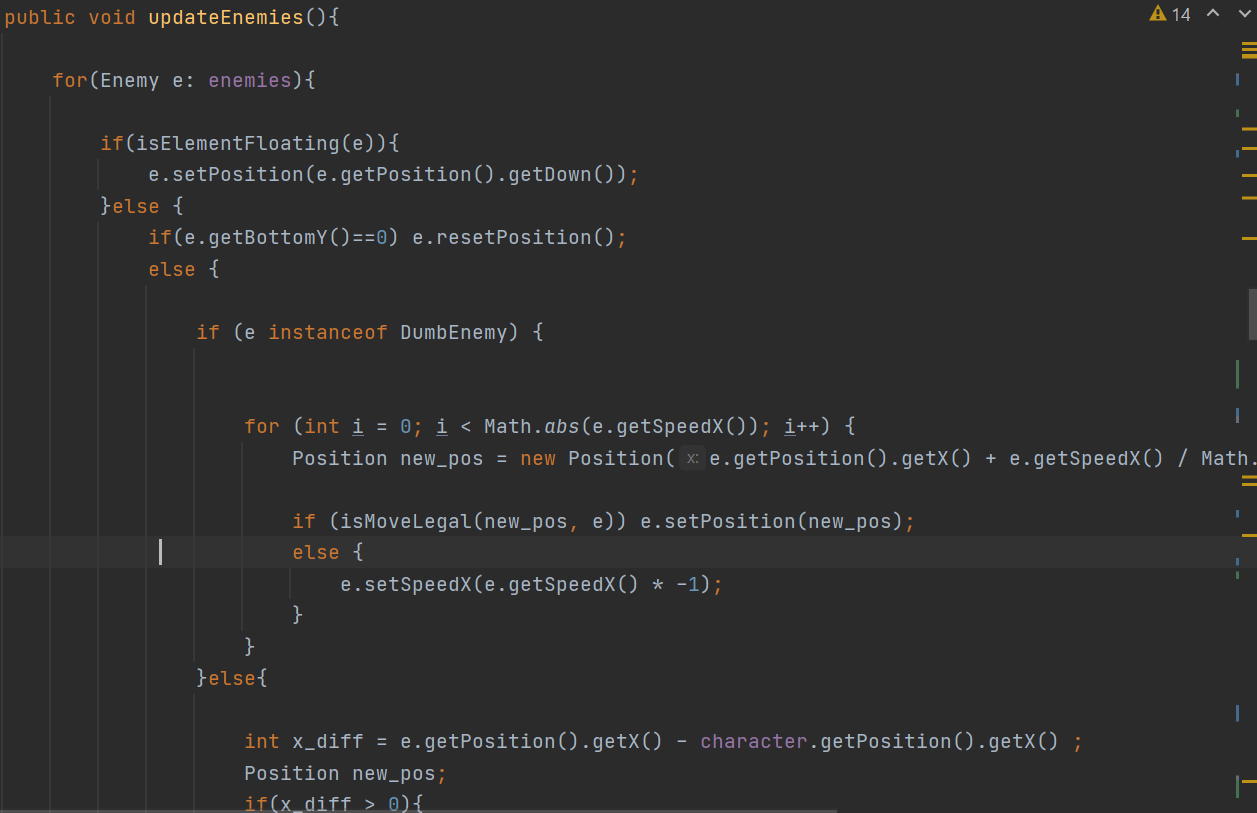 public void updateEnemies(){
14
for(Enemy e: enemies){
if(isElementFloating(e)){
e.setPosition(e.getPosition().getDown());
}else {
if(e.getBottomY()==0) e.resetPosition();
else {
if (e instanceof DumbEnemy) {
for (int i = 0; i < Math.abs(e.getSpeedX()); i++) {
Position new_pos = new Position( x: e.getPosition().getX() + e.getSpeedX() / Math.
if (isMoveLegal(new_pos, e)) e.setPosition(new_pos);
else {
e.setSpeedX(e.getSpeedX() * -1);
}
}
}else{
int x_diff = e.getPosition().getX() - character.getPosition().getX() ;
Position new_pos;
if(x_diff > 0){